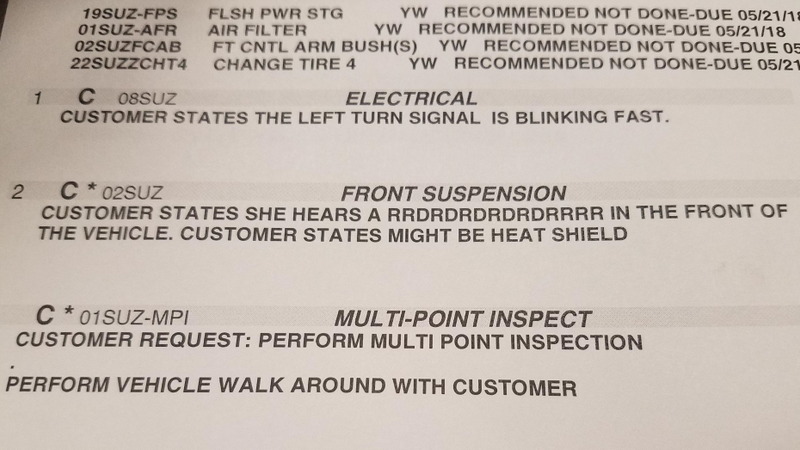 19SUZ-FPS FLSH PWR STG YW RECOMMENDED NOT DONE-DUE 05/21/18
01SUZ-AFR AIR FILTER YW RECOMMENDED NOT DONE-DUE 05/21/18
02SUZFCAB FT CNTL ARM BUSH(S) YW RECOMMENDED NOT DONE-DUE 05
22SUZZCHT4 CHANGE TIRE 4 YW RECOMMENDED NOT DONE-DUE 05/21
1 C 08SUZ ELECTRICAL
CUSTOMER STATES THE LEFT TURN SIGNAL IS BLINKING FAST.
2 C * 02SUZ FRONT SUSPENSION
CUSTOMER STATES SHE HEARS A RRDRDRDRDRDRRRR IN THE FRONT OF
THE VEHICLE. CUSTOMER STATES MIGHT BE HEAT SHIELD
C * 01SUZ-MPI MULTI-POINT INSPECT
CUSTOMER REQUEST: PERFORM MULTI POINT INSPECTION
.
PERFORM VEHICLE WALK AROUND WITH CUSTOMER